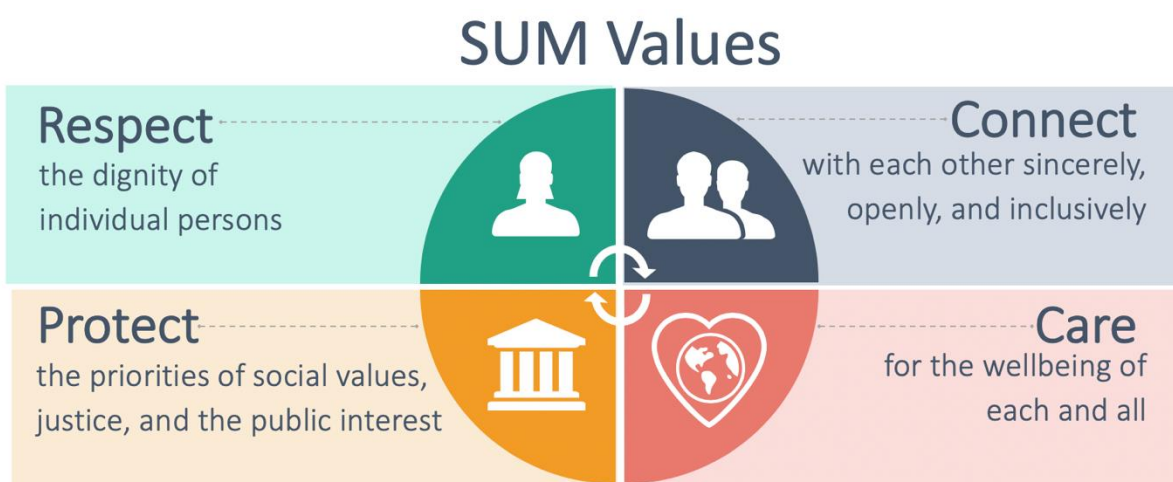 SUM Values
Respect
the dignity of
individual persons
Connect
with each other sincerely,
openly, and inclusively
Protect
the priorities of social values,
justice, and the public interest
Care
for the wellbeing of
each and all